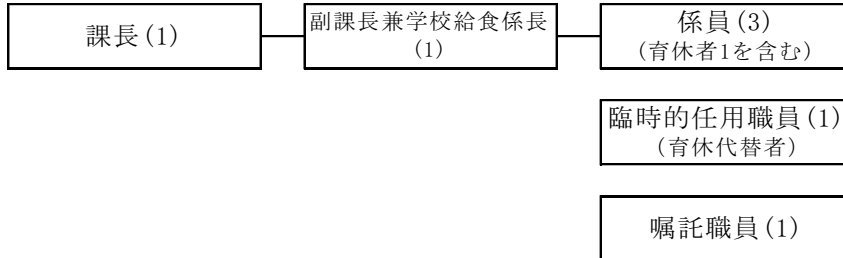 課長(1)
副課長兼学校給食係長
(1)
係員(3)
(育休者1を含む)
臨時的任用職員(1)
(育休代替者)
嘱託職員(1)